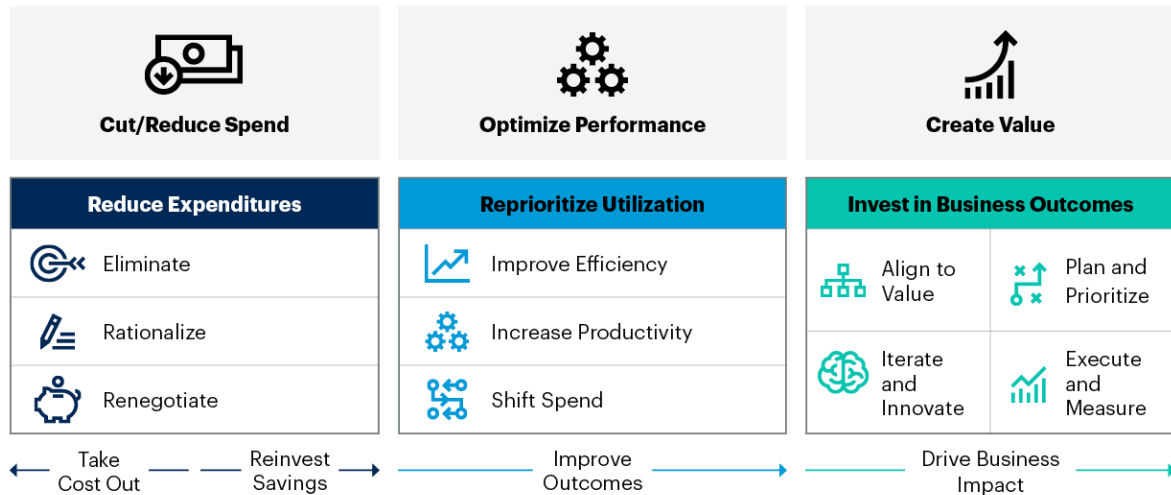 Cut/Reduce Spend
Optimize Performance
Create Value
Reduce Expenditures
Eliminate
Rationalize
Renegotiate
Reprioritize Utilization
Improve Efficiency
Increase Productivity
Shift Spend
Invest in Business Outcomes
Align to
Value
Plan and
Prioritize
Iterate
and
Innovate
Execute
and
Measure
Take
Cost Out
Reinvest
Savings
Improve
Outcomes
Drive Business
Impact